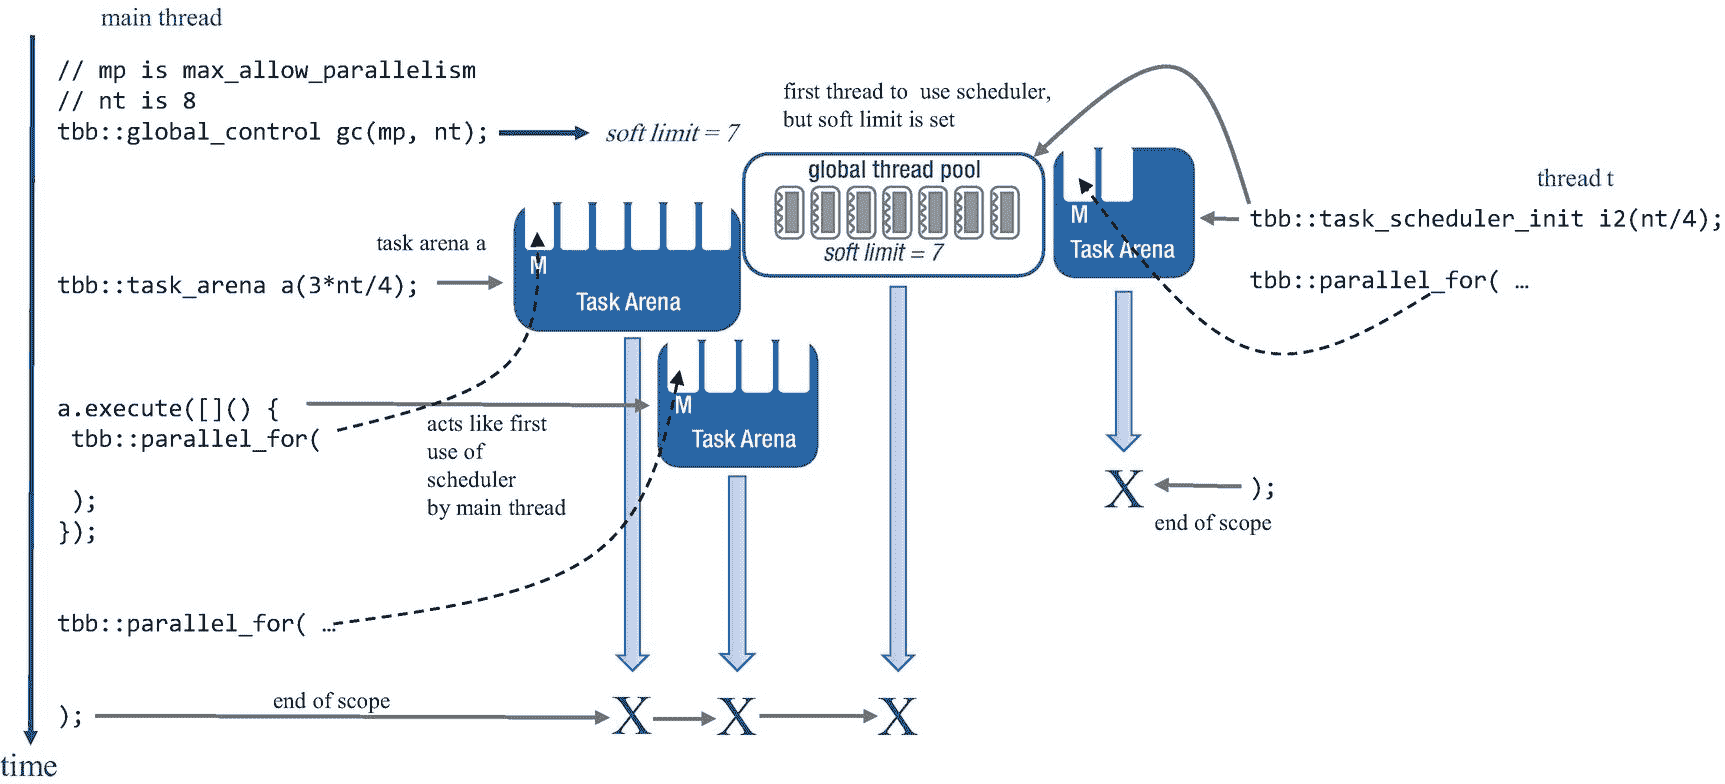 main thread
// mp is max_allow_parallelism
// nt is 8
tbb::global_control gc(mp, nt);
soft limit = 7
first thread to use scheduler,
but soft limit is set
global thread pool
soft limit = 7
M
Task Arena
thread t
tbb::task_scheduler_init i2(nt/4);
tbb::parallel_for( …
task arena a
tbb::task_arena a(3*nt/4);
M
Task Arena
a.execute([]() {
tbb::parallel_for(
);
});
acts like first
use of
scheduler
by main thread
M
Task Arena
X
);
end of scope
tbb::parallel_for( …
);
end of scope
X
X
X
time